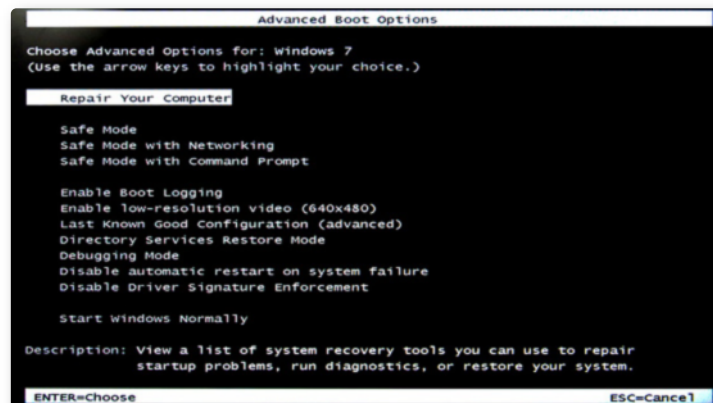 Advanced Boot Options
Choose Advanced Options for: Windows 7
(Use the arrow keys to highlight your choice.)
Repair Your Computer
Safe Mode
Safe Mode with Networking
Safe Mode with Command Prompt
Enable Boot Logging
Enable low-resolution video (640x480)
Last Known Good Configuration (advanced)
Directory Services Restore Mode
Debugging Mode
Disable automatic restart on system failure
Disable Driver Signature Enforcement
Start Windows Normally
Description: View a list of system recovery tools you can use to repair
startup problems, run diagnostics, or restore your system.
ENTER=Choose ESC=Cancel